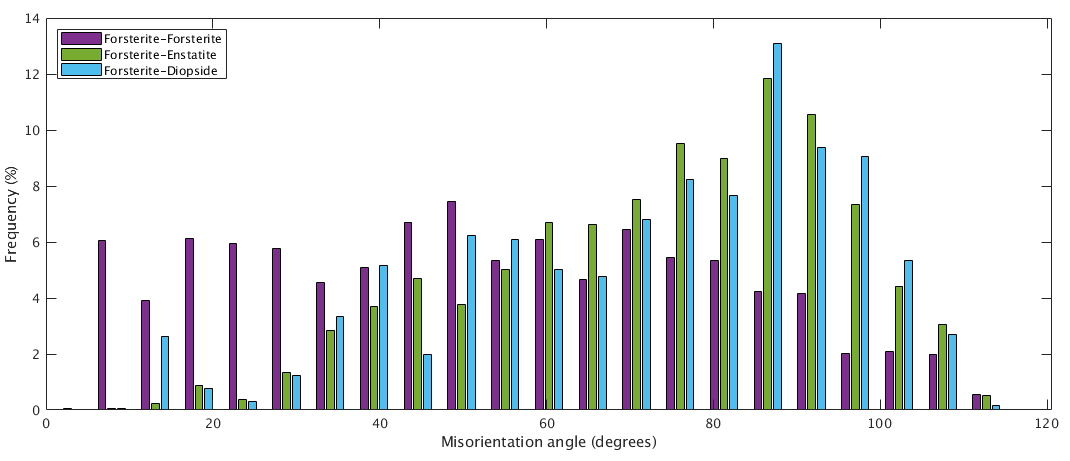 14
12
10
8
6
4
2
0
Frequency (%)
Forsterite-Forsterite
Forsterite-Enstatite
Forsterite-Diopside
0 20 40 60 80 100 120
Misorientation angle (degrees)